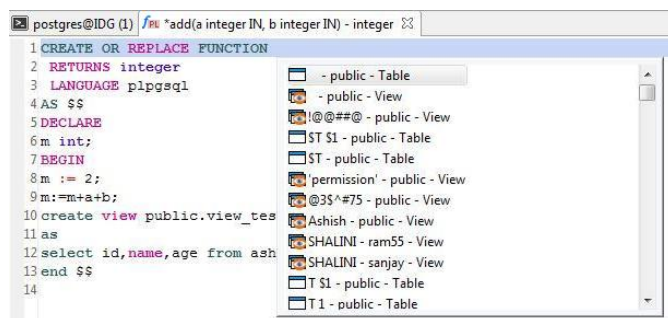 postgres@IDG (1) *add(a integer IN, b integer IN) - integer
1 CREATE OR REPLACE FUNCTION
2 RETURNS integer
3 LANGUAGE plpgsql
4 AS $$
5 DECLARE
6 m int;
7 BEGIN
8 m := 2;
9 m:=m+a+b;
10 create view public.view_tes
11 as
12 select id,name,age from ash
13 end $$
14
- public - Table
- public - View
!@@##@ - public - View
$T $1 - public - Table
$T - public - Table
'permission' - public - View
@3$^#75 - public - View
Ashish - public - View
SHALINI - ram55 - View
SHALINI - sanjay - View
T $1 - public - Table
T 1 - public - Table